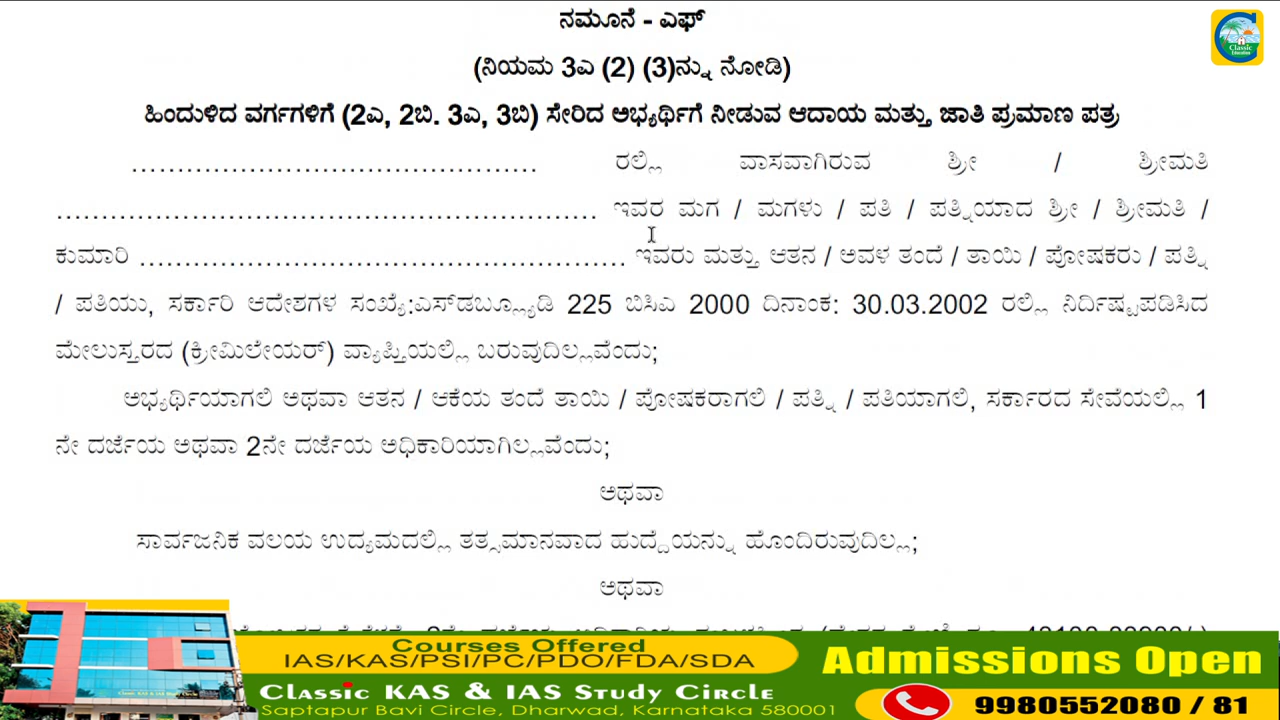 ನಮೂನೆ - ಎಫ್
(ನಿಯಮ 3ಎ (2) (3)ನ್ನು ನೋಡಿ)
ಹಿಂದುಳಿದ ವರ್ಗಗಳಿಗೆ (2ಎ, 2ಬಿ. 3ಎ, 3ಬಿ) ಸೇರಿದ ಅಭ್ಯರ್ಥಿಗೆ ನೀಡುವ ಆದಾಯ ಮತ್ತು ಜಾತಿ ಪ್ರಮಾಣ ಪತ್ರ
............................................ ರಲ್ಲಿ ವಾಸವಾಗಿರುವ ಶ್ರೀ / ಶ್ರೀಮತಿ
............................................................ ಇವರ ಮಗ / ಮಗಳು / ಪತಿ / ಪತ್ನಿಯಾದ ಶ್ರೀ / ಶ್ರೀಮತಿ /
ಕುಮಾರಿ ...................................................... ಇವರು ಮತ್ತು ಆತನ / ಅವಳ ತಂದೆ / ತಾಯಿ / ಪೋಷಕರು / ಪತ್ನಿ
/ ಪತಿಯು, ಸರ್ಕಾರಿ ಆದೇಶಗಳ ಸಂಖ್ಯೆ:ಎಸ್‌ಡಬ್ಲ್ಯೂಡಿ 225 ಬಿಸಿಎ 2000 ದಿನಾಂಕ: 30.03.2002 ರಲ್ಲಿ ನಿರ್ದಿಷ್ಟಪಡಿಸಿದ
ಮೇಲುಸ್ತರದ (ಕ್ರೀಮಿಲೇಯರ್) ವ್ಯಾಪ್ತಿಯಲ್ಲಿ ಬರುವುದಿಲ್ಲವೆಂದು;
ಅಭ್ಯರ್ಥಿಯಾಗಲಿ ಅಥವಾ ಆತನ / ಆಕೆಯ ತಂದೆ ತಾಯಿ / ಪೋಷಕರಾಗಲಿ / ಪತ್ನಿ / ಪತಿಯಾಗಲಿ, ಸರ್ಕಾರದ ಸೇವೆಯಲ್ಲಿ 1
ನೇ ದರ್ಜೆಯ ಅಥವಾ 2ನೇ ದರ್ಜೆಯ ಅಧಿಕಾರಿಯಾಗಿಲ್ಲವೆಂದು;
ಅಥವಾ
ಸಾರ್ವಜನಿಕ ವಲಯ ಉದ್ಯಮದಲ್ಲಿ ತತ್ಸಮಾನವಾದ ಹುದ್ದೆಯನ್ನು ಹೊಂದಿರುವುದಿಲ್ಲ;
ಅಥವಾ
Classic
Education
Courses Offered
IAS/KAS/PSI/PC/PDO/FDA/SDA
Classic KAS & IAS Study Circle
Saptapur Bavi Circle, Dharwad, Karnataka 580001
Admissions Open
9980552080 / 81